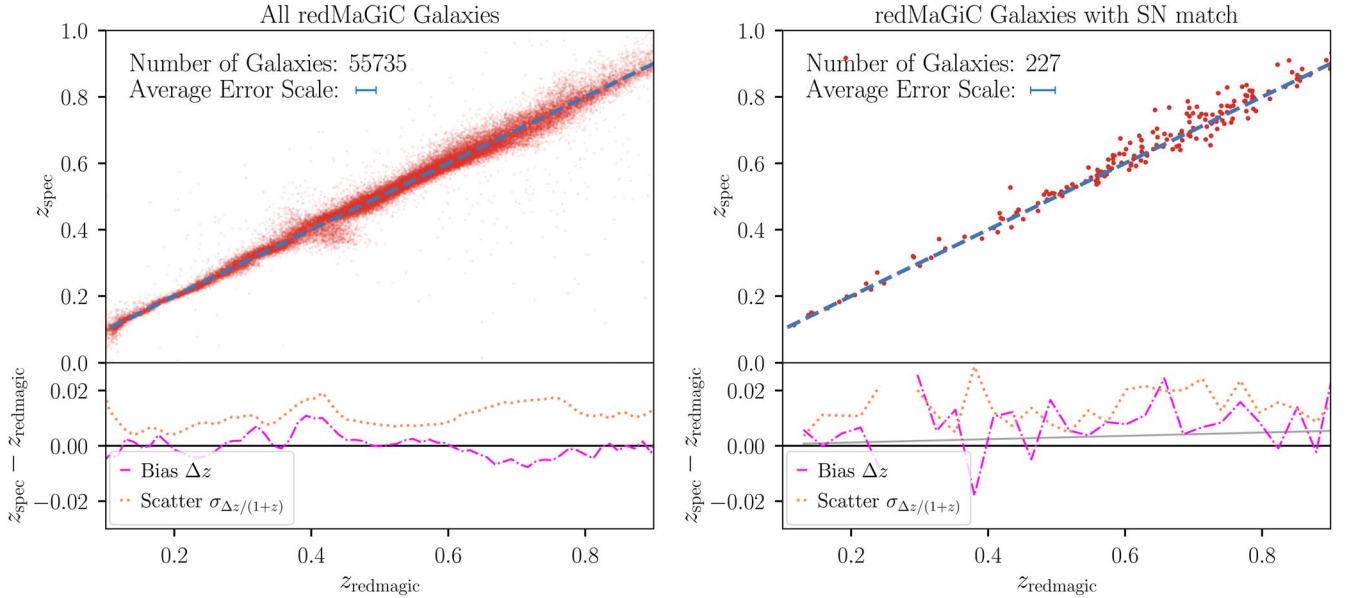 All redMaGiC Galaxies
Number of Galaxies: 55735
Average Error Scale:
1.0
0.8
0.6
0.4
0.2
0.0
z_spec
0.02
0.00
−0.02
z_spec − z_redmagic
Bias Δz
Scatter σ_Δz/(1+z)
0.2 0.4 0.6 0.8
z_redmagic
redMaGiC Galaxies with SN match
Number of Galaxies: 227
Average Error Scale:
1.0
0.8
0.6
0.4
0.2
0.0
z_spec
0.02
0.00
−0.02
z_spec − z_redmagic
Bias Δz
Scatter σ_Δz/(1+z)
0.2 0.4 0.6 0.8
z_redmagic